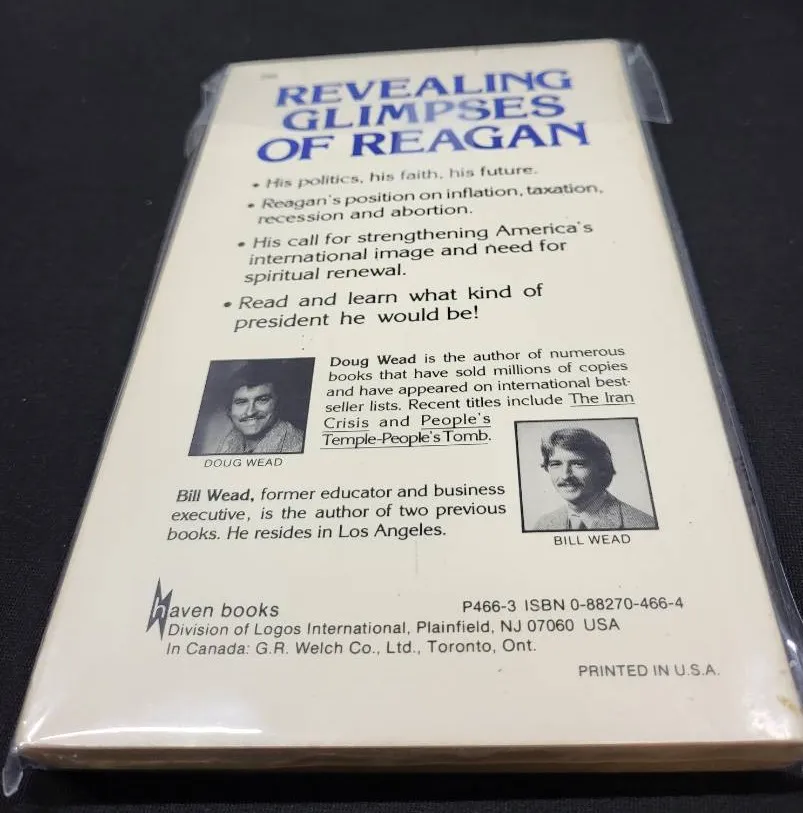 REVEALING
GLIMPSES
OF REAGAN
• His politics, his faith, his future.
• Reagan's position on inflation, taxation,
recession and abortion.
• His call for strengthening America's
international image and need for
spiritual renewal.
• Read and learn what kind of
president he would be!
Doug Wead is the author of numerous
books that have sold millions of copies
and have appeared on international best-
seller lists. Recent titles include The Iran
Crisis and People's
Temple-People's Tomb.
DOUG WEAD
Bill Wead, former educator and business
executive, is the author of two previous
books. He resides in Los Angeles.
BILL WEAD
haven books
P466-3 ISBN 0-88270-466-4
Division of Logos International, Plainfield, NJ 07060 USA
In Canada: G.R. Welch Co., Ltd., Toronto, Ont.
PRINTED IN U.S.A.